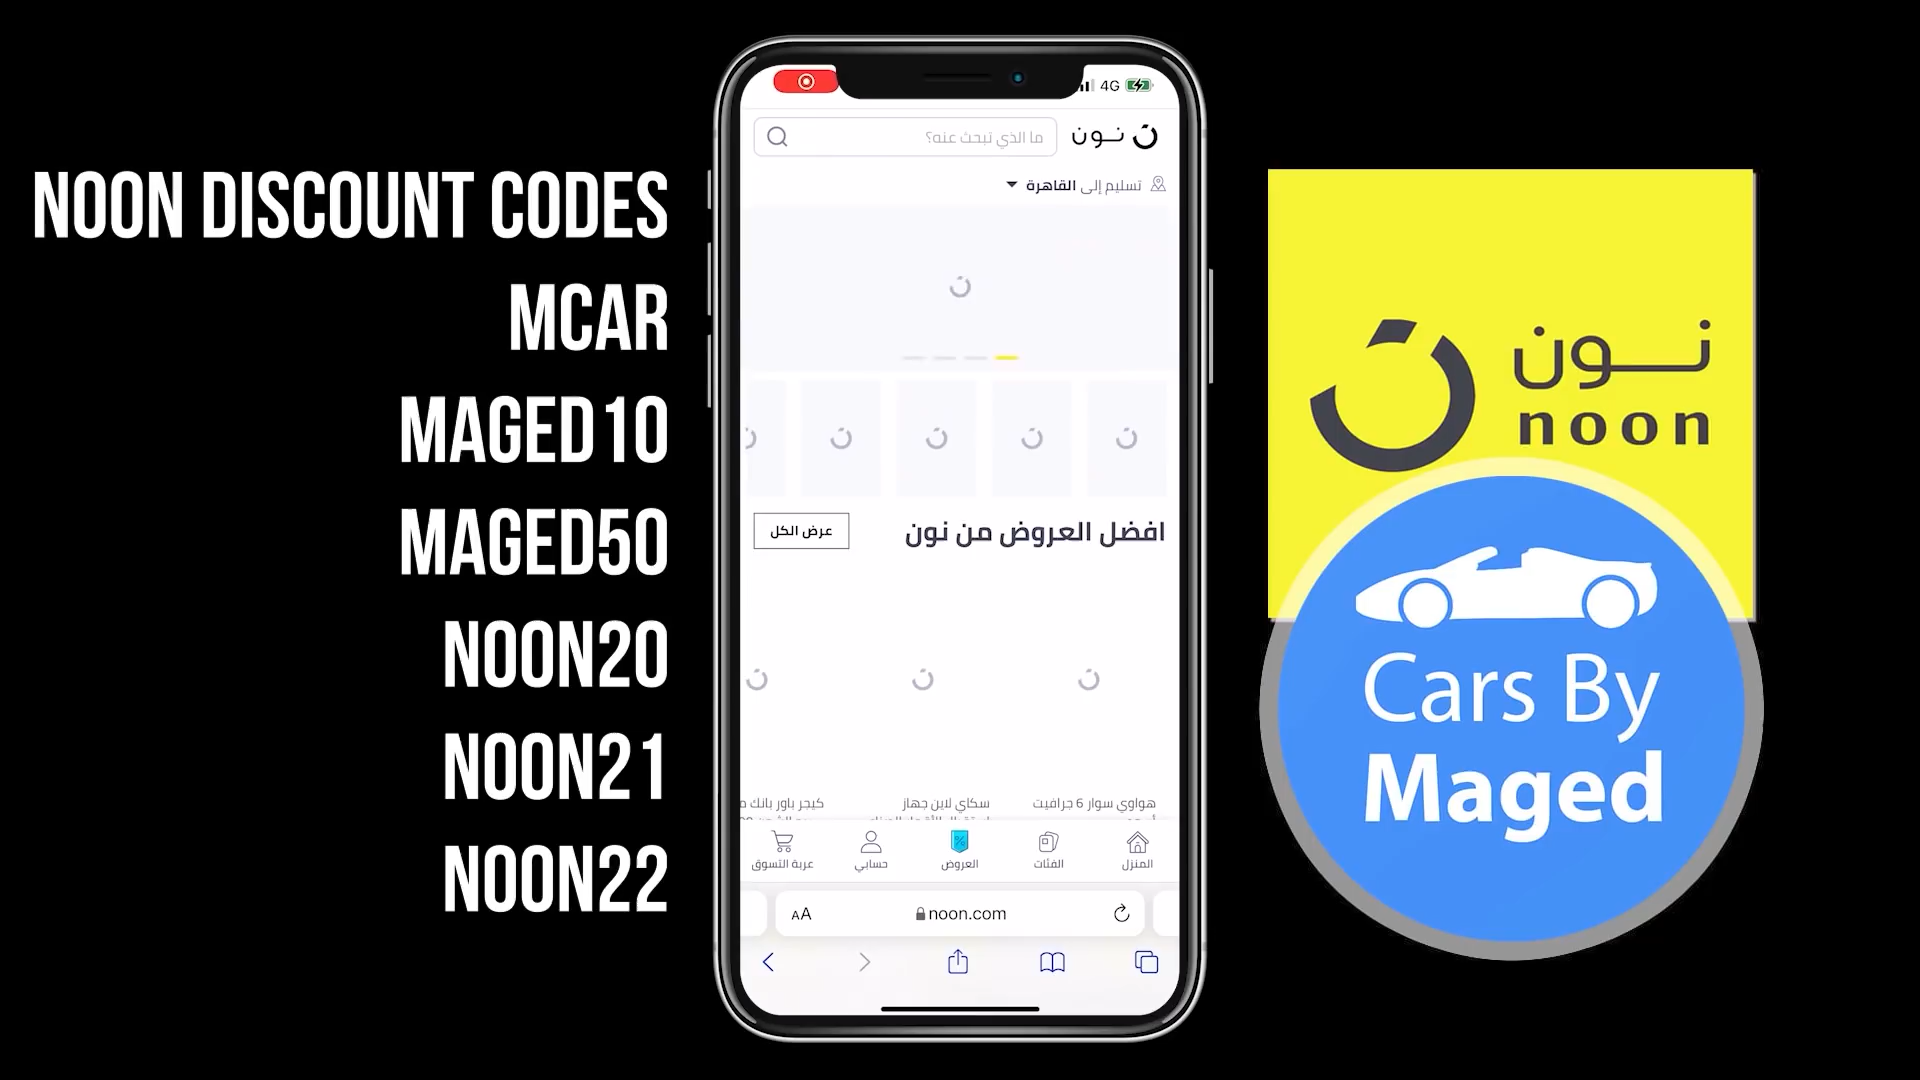 NOON DISCOUNT CODES
MCAR
MAGED10
MAGED50
NOON20
NOON21
NOON22
4G
نون
ما الذي تبحث عنه؟
تسليم إلى القاهرة
افضل العروض من نون
عرض الكل
هواوي سوار 6 جرافيت
سكاي لاين جهاز
كيجر باور بانك
المنزل
الفئات
العروض
حسابي
عربة التسوق
AA
noon.com
نون
noon
Cars By
Maged